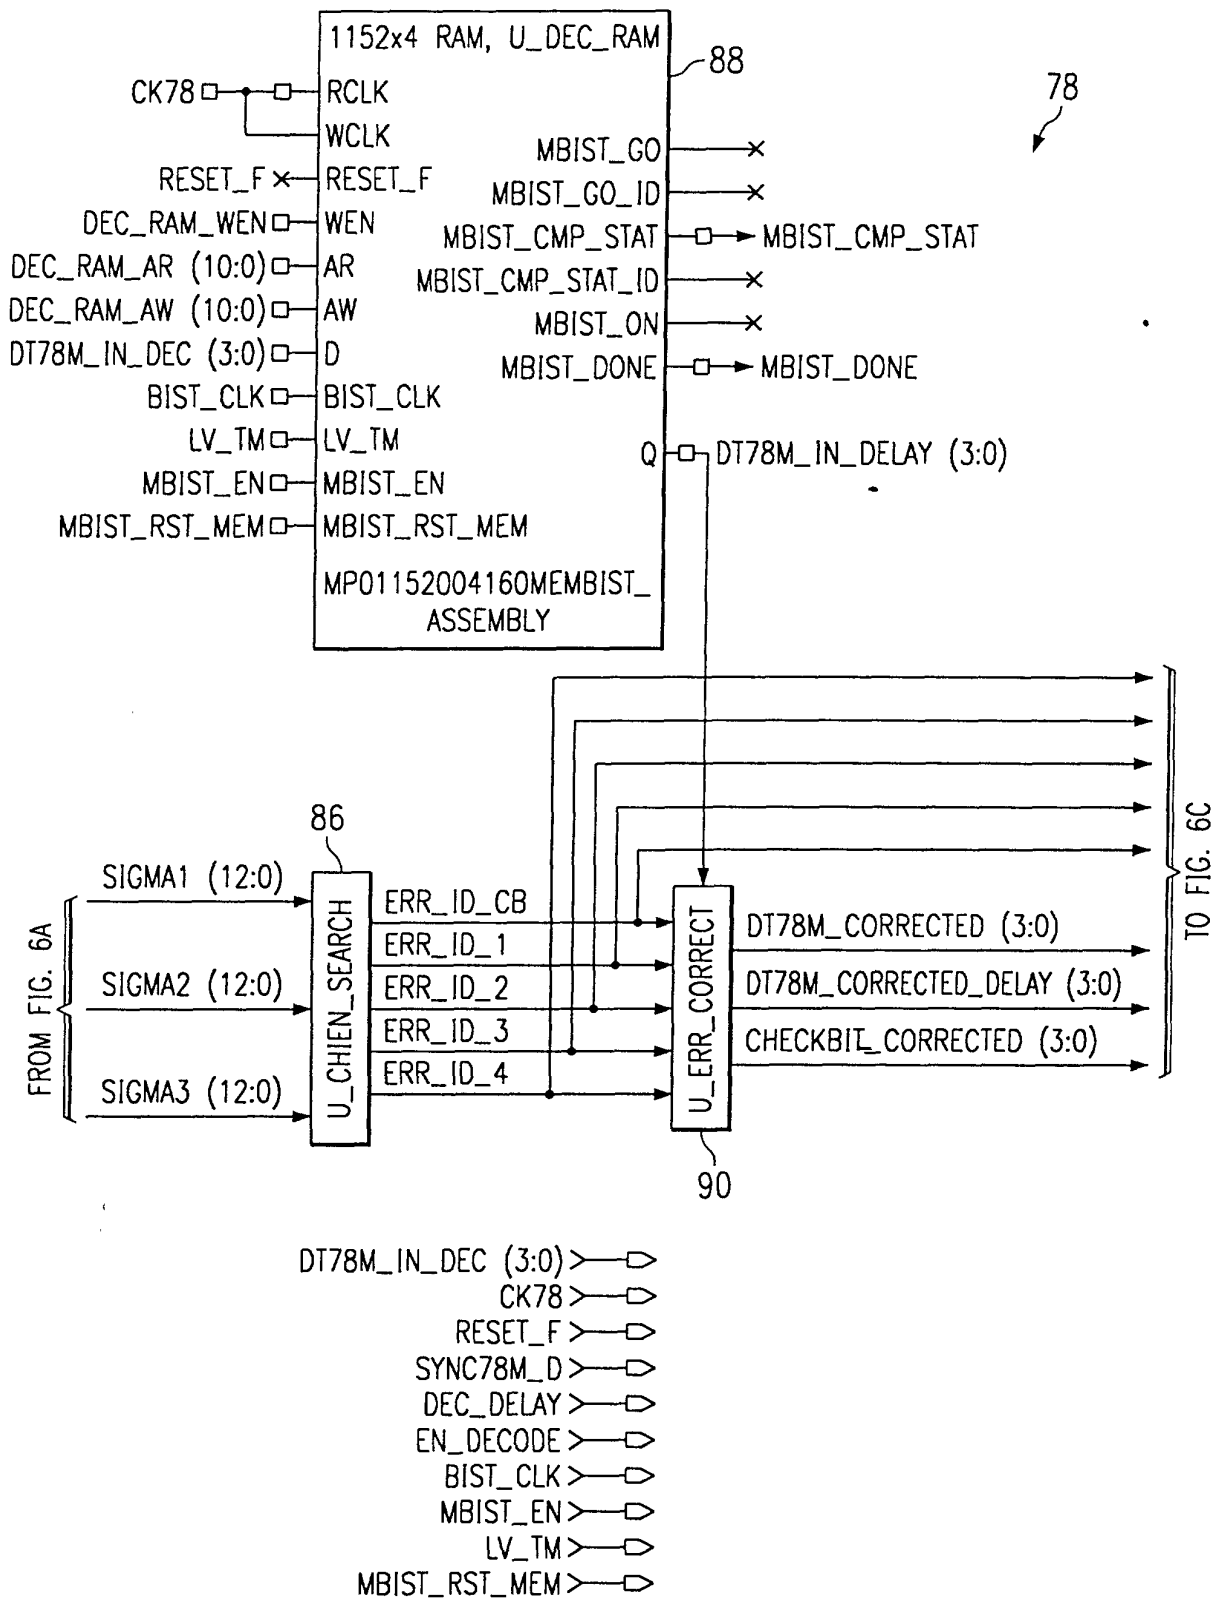 1152x4 RAM, U_DEC_RAM
88
78
CK78
RCLK
WCLK
MBIST_GO
RESET_F
RESET_F
MBIST_GO_ID
DEC_RAM_WEN
WEN
MBIST_CMP_STAT
MBIST_CMP_STAT
DEC_RAM_AR (10:0)
AR
MBIST_CMP_STAT_ID
DEC_RAM_AW (10:0)
AW
MBIST_ON
DT78M_IN_DEC (3:0)
D
MBIST_DONE
MBIST_DONE
BIST_CLK
BIST_CLK
LV_TM
LV_TM
Q
DT78M_IN_DELAY (3:0)
MBIST_EN
MBIST_EN
MBIST_RST_MEM
MBIST_RST_MEM
MP01152004160MEMBIST_
ASSEMBLY
86
FROM FIG. 6A
SIGMA1 (12:0)
SIGMA2 (12:0)
SIGMA3 (12:0)
U_CHIEN_SEARCH
ERR_ID_CB
ERR_ID_1
ERR_ID_2
ERR_ID_3
ERR_ID_4
U_ERR_CORRECT
90
DT78M_CORRECTED (3:0)
DT78M_CORRECTED_DELAY (3:0)
CHECKBIT_CORRECTED (3:0)
TO FIG. 6C
DT78M_IN_DEC (3:0)
CK78
RESET_F
SYNC78M_D
DEC_DELAY
EN_DECODE
BIST_CLK
MBIST_EN
LV_TM
MBIST_RST_MEM